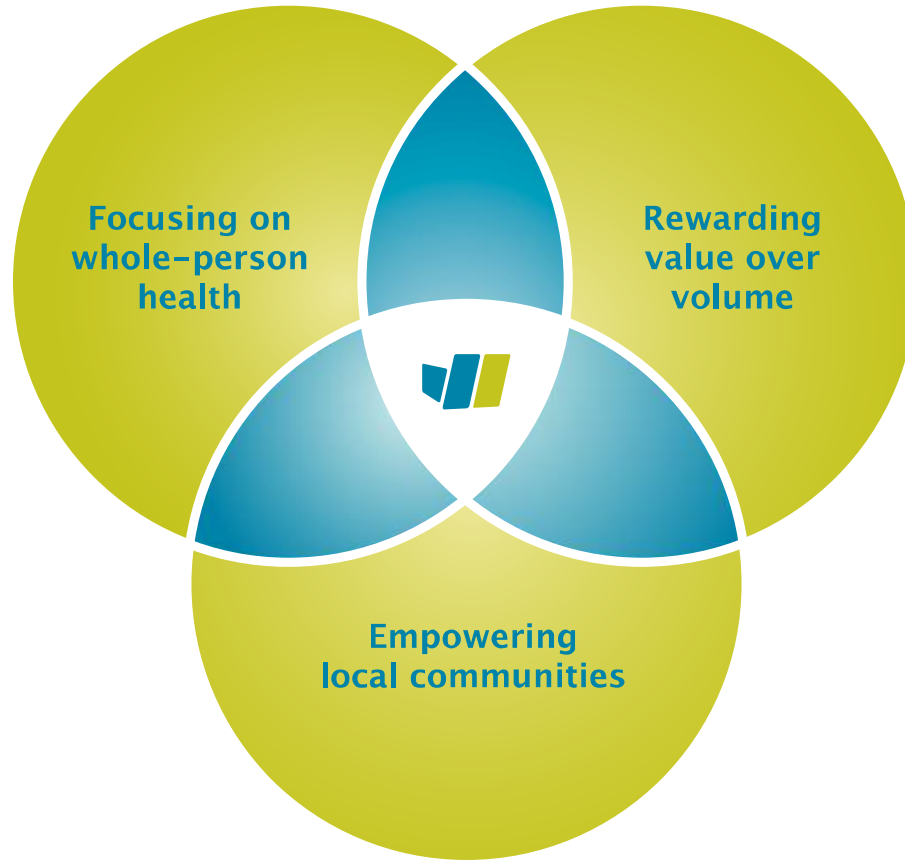 Focusing on
whole-person
health
Rewarding
value over
volume
Empowering
local communities